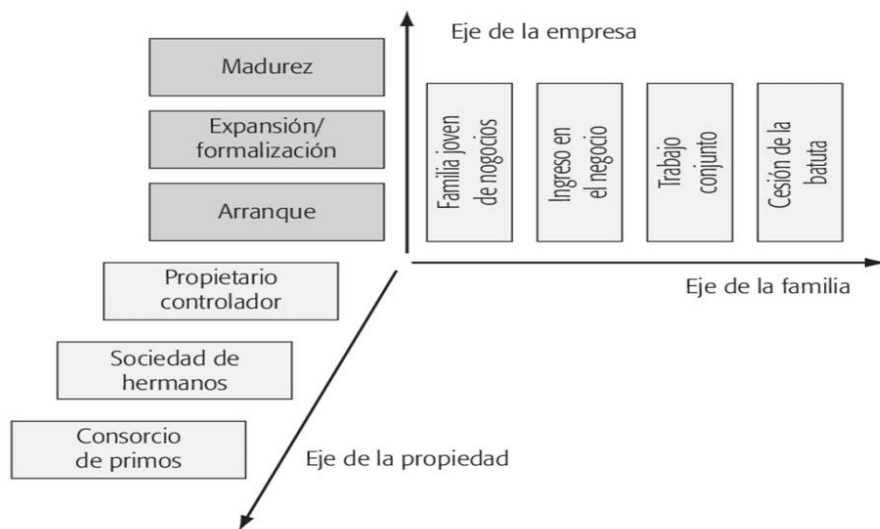 Eje de la empresa
Madurez
Expansión/
formalización
Arranque
Familia joven
de nogocios
Ingreso en
el negocio
Trabajo
conjunto
Cesión de la
batuta
Eje de la familia
Propietario
controlador
Sociedad de
hermanos
Consorcio
de primos
Eje de la propiedad